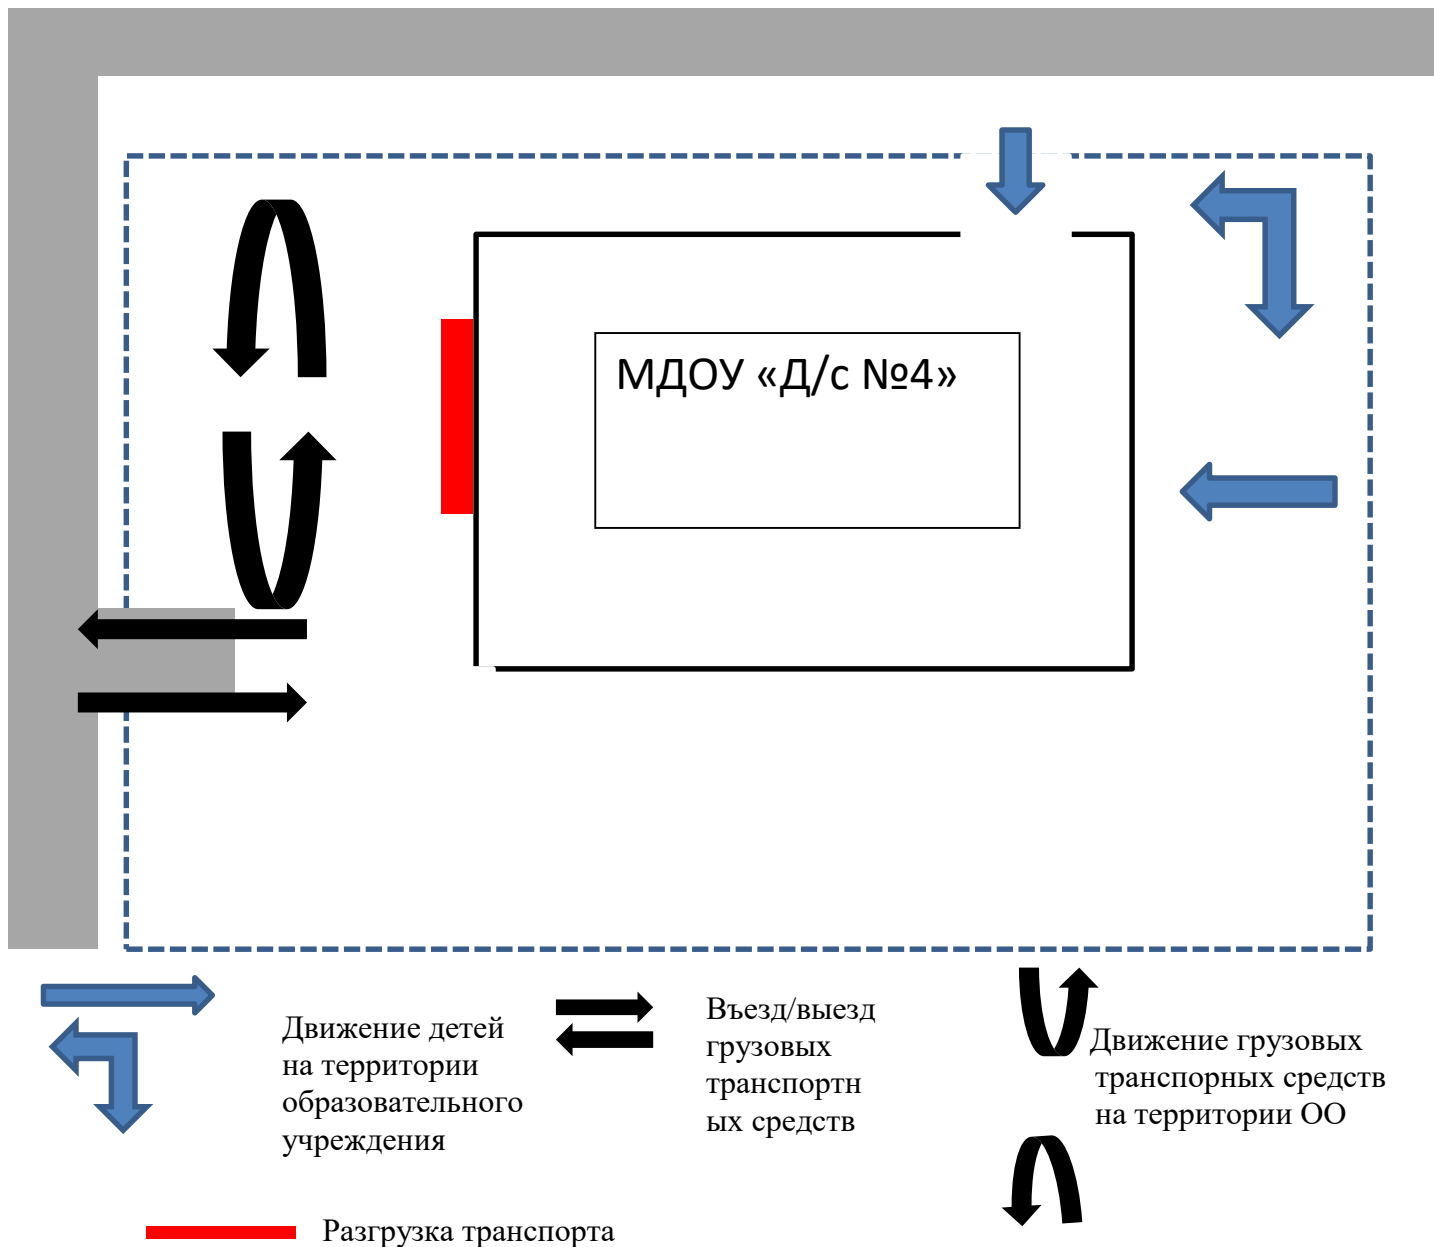 МДОУ «Д/с №4»
Движение детей
на территории
образовательного
учреждения
Въезд/выезд
грузовых
транспортн
ых средств
Движение грузовых
транспорных средств
на территории ОО
Разгрузка транспорта